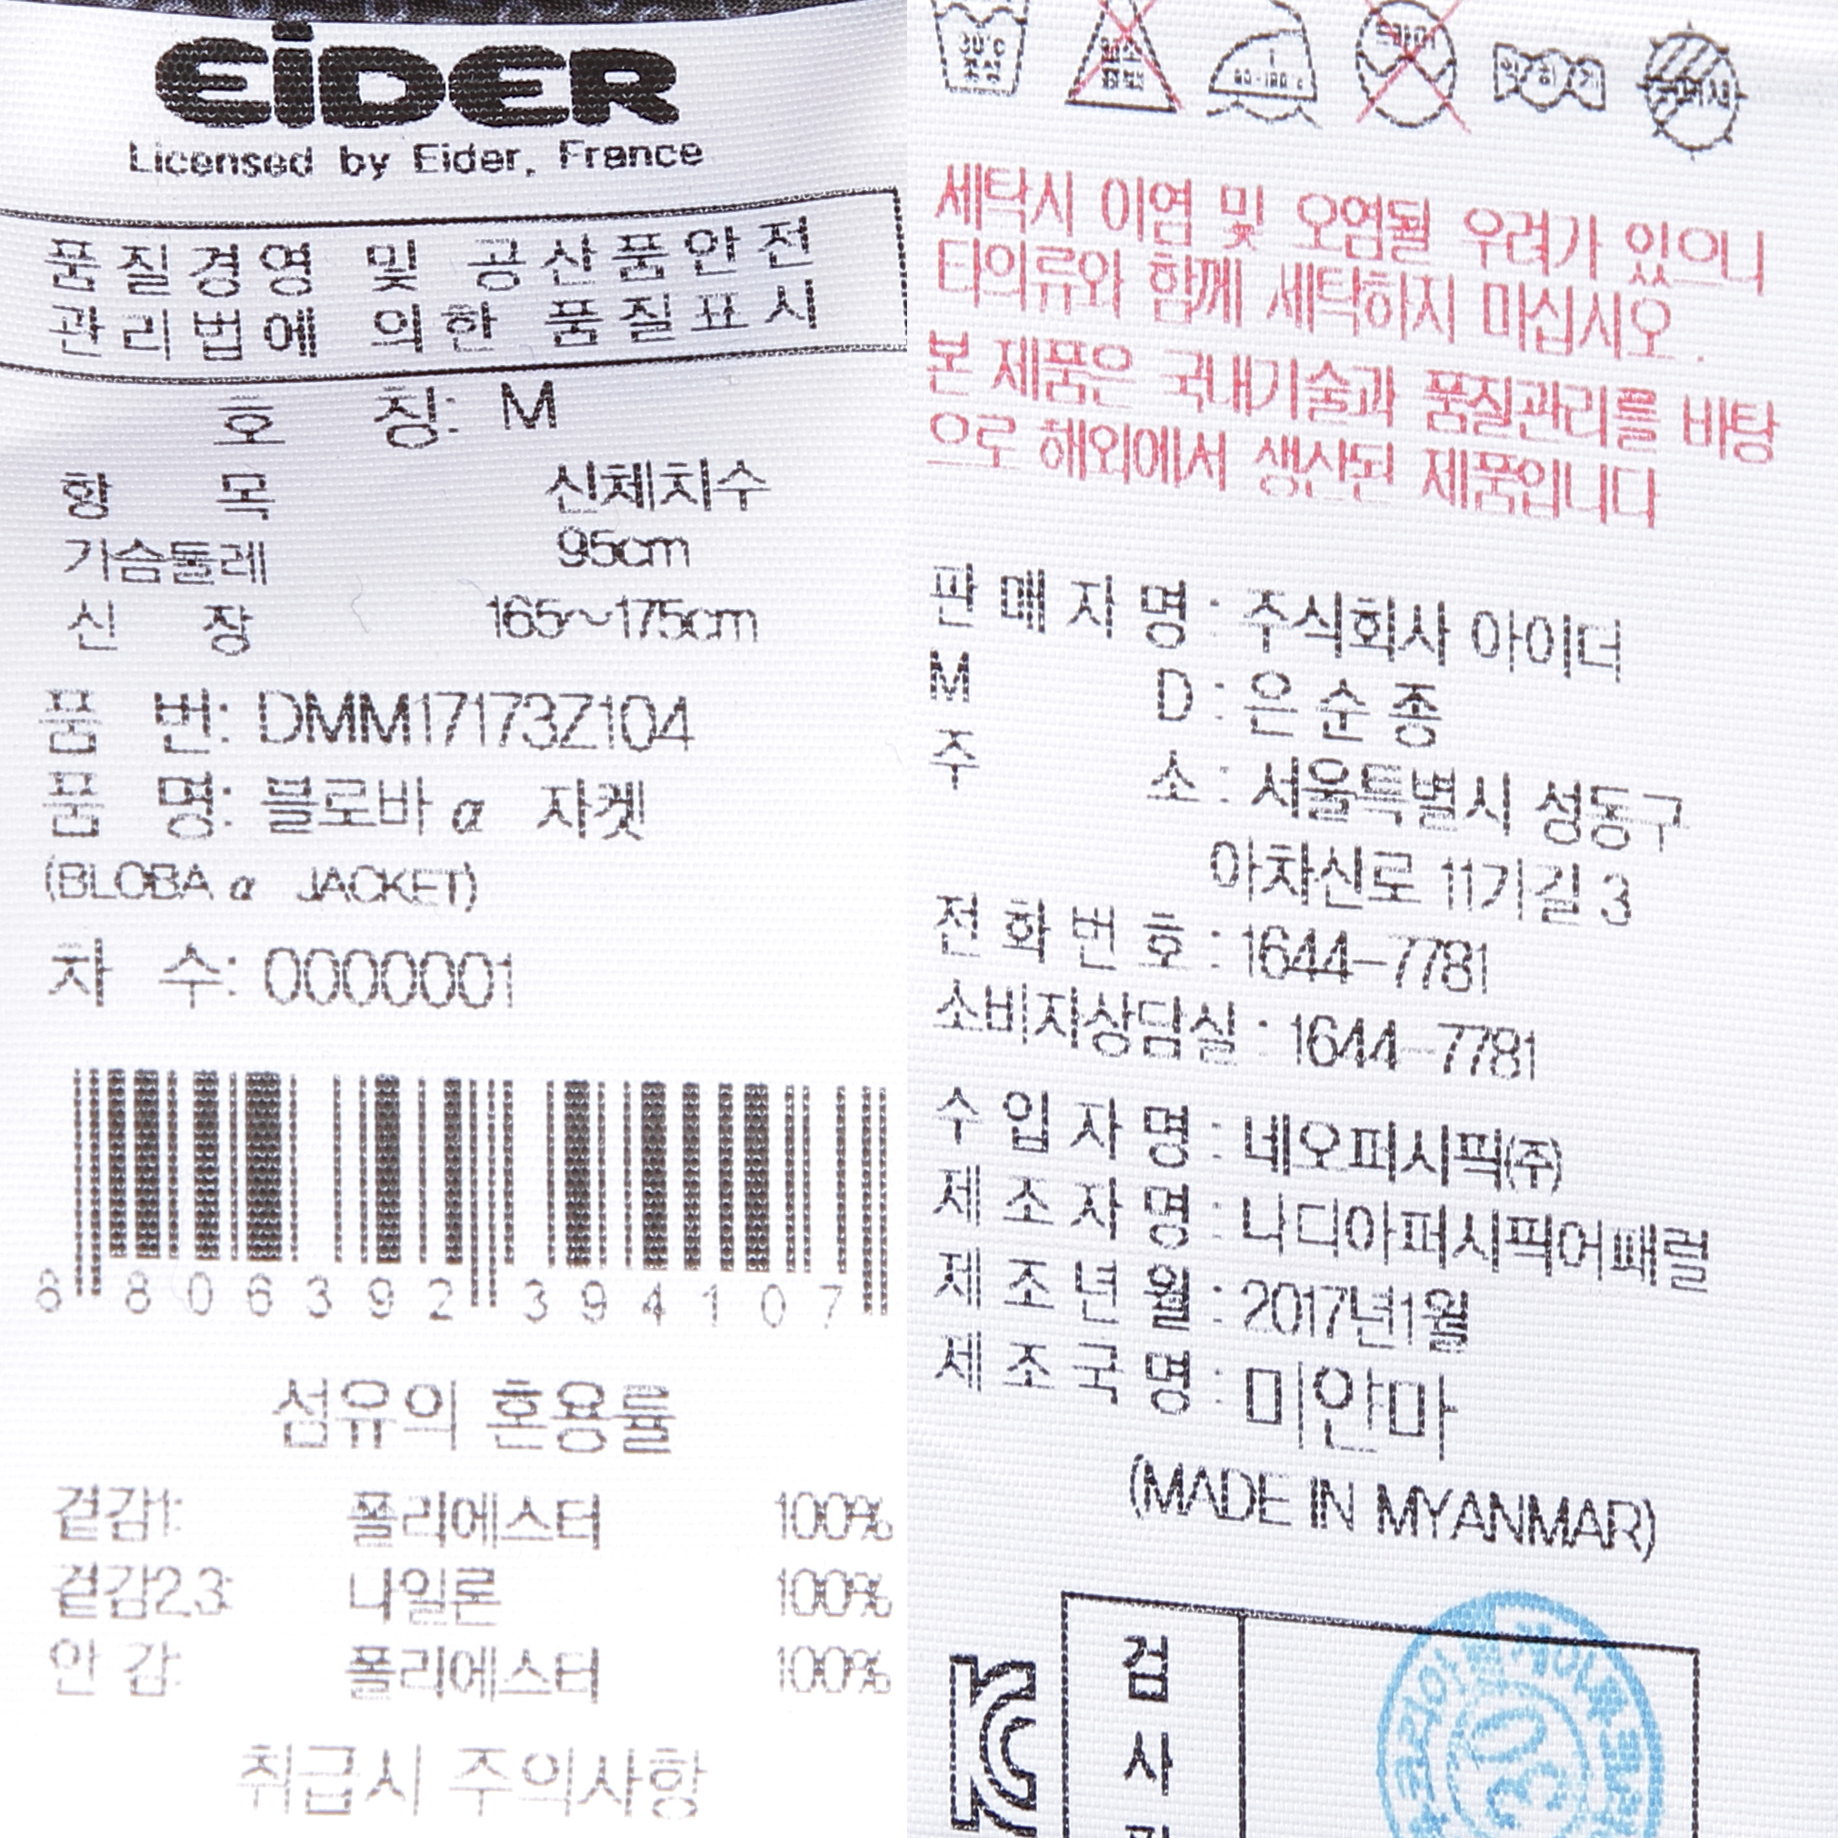 EiDER
Licensed by Eider, France
품질경영 및 공산품안전
관리법에 의한 품질표시
호 칭: M
항 목 신체치수
가슴둘레 95cm
신 장 165~175cm
품 번: DMM17173Z104
품 명: 블로바 α 자켓
(BLOBA α JACKET)
차 수: 0000001
8 806392 394107
섬유의 혼용률
겉감1: 폴리에스터 100%
겉감2,3: 나일론 100%
안 감: 폴리에스터 100%
취급시 주의사항
세탁시 이염 및 오염될 우려가 있으니
타의류와 함께 세탁하지 마십시오.
본 제품은 국내기술과 품질관리를 바탕
으로 해외에서 생산된 제품입니다
판매자명 : 주식회사 아이더
M D : 은순종
주 소 : 서울특별시 성동구
아차산로 11가길 3
전화번호 : 1644-7781
소비자상담실 : 1644-7781
수입자명 : 네오퍼시픽(주)
제조자명 : 나디아퍼시픽어패럴
제조년월 : 2017년1월
제조국명 : 미얀마
(MADE IN MYANMAR)
검
사
30